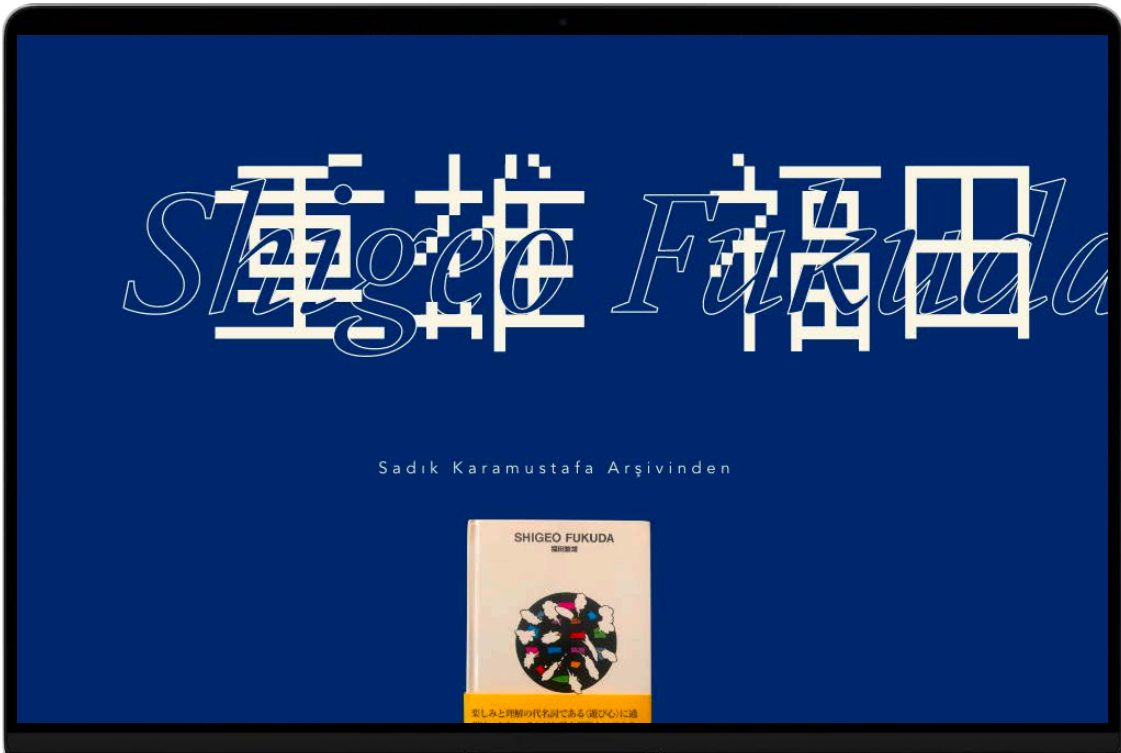 重雄 福田
Shigeo Fukuda
Sadık Karamustafa Arşivinden
SHIGEO FUKUDA
福田繁雄
楽しみと理解の代名詞である〈遊び心〉に通